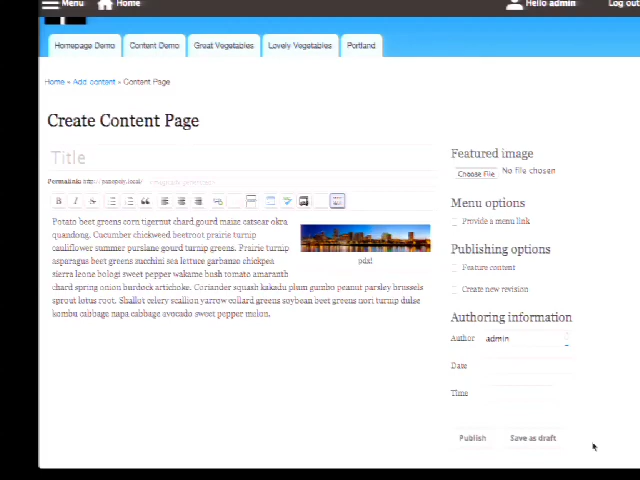 Menu Home Hello admin Log out
Homepage Demo Content Demo Great Vegetables Lovely Vegetables Portland
Home » Add content » Content Page
Create Content Page
Title
Permalink: http://panopoly.local/
B I S
Potato beet greens corn tigernut chard gourd maize catsear okra
quandong. Cucumber chickweed beetroot prairie turnip
cauliflower summer purslane gourd turnip greens. Prairie turnip
asparagus beet greens zucchini sea lettuce garbanzo chickpea
sierra leone bologi sweet pepper wakame bush tomato amaranth
chard spring onion burdock artichoke. Coriander squash kakadu plum gumbo peanut parsley brussels
sprout lotus root. Shallot celery scallion yarrow collard greens soybean beet greens nori turnip dulse
kombu cabbage napa cabbage avocado sweet pepper melon.
pdx!
Featured image
Choose File No file chosen
Menu options
Provide a menu link
Publishing options
Feature content
Create new revision
Authoring information
Author admin
Date
Time
Publish Save as draft